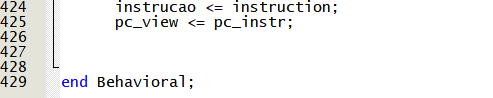 424 instrucao <= instruction;
425 pc_view <= pc_instr;
426
427
428
429 end Behavioral;